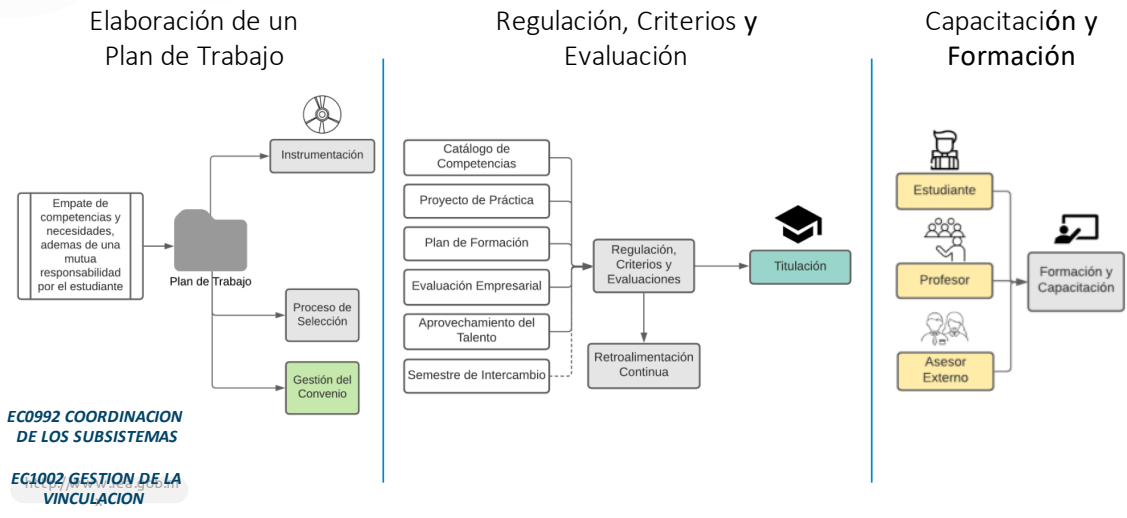 Elaboración de un
Plan de Trabajo
Regulación, Criterios y
Evaluación
Capacitación y
Formación
Empate de
competencias y
necesidades,
ademas de una
mutua
responsabilidad
por el estudiante
Plan de Trabajo
Instrumentación
Proceso de
Selección
Gestión del
Convenio
EC0992 COORDINACION
DE LOS SUBSISTEMAS
EC1002 GESTION DE LA
VINCULACION
Catálogo de
Competencias
Proyecto de Práctica
Plan de Formación
Evaluación Empresarial
Aprovechamiento del
Talento
Semestre de Intercambio
Regulación,
Criterios y
Evaluaciones
Retroalimentación
Continua
Titulación
Estudiante
Profesor
Asesor
Externo
Formación y
Capacitación